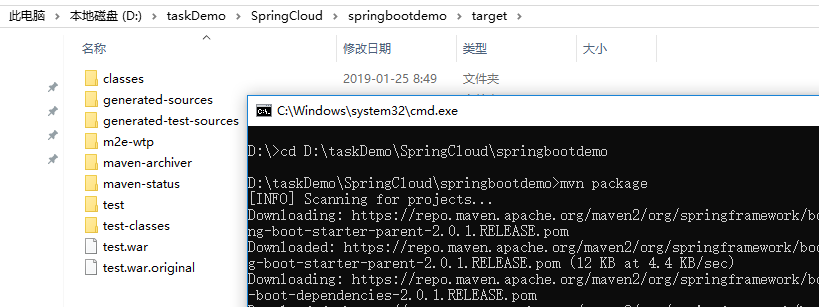 此电脑 › 本地磁盘 (D:) › taskDemo › SpringCloud › springbootdemo › target ›
名称 修改日期 类型 大小
classes 2019-01-25 8:49 文件夹
generated-sources
generated-test-sources
m2e-wtp
maven-archiver
maven-status
test
test-classes
test.war
test.war.original
C:\Windows\system32\cmd.exe
D:\>cd D:\taskDemo\SpringCloud\springbootdemo
D:\taskDemo\SpringCloud\springbootdemo>mvn package
[INFO] Scanning for projects...
Downloading: https://repo.maven.apache.org/maven2/org/springframework/bo
ng-boot-starter-parent-2.0.1.RELEASE.pom
Downloaded: https://repo.maven.apache.org/maven2/org/springframework/boo
g-boot-starter-parent-2.0.1.RELEASE.pom (12 KB at 4.4 KB/sec)
Downloading: https://repo.maven.apache.org/maven2/org/springframework/bo
-boot-dependencies-2.0.1.RELEASE.pom